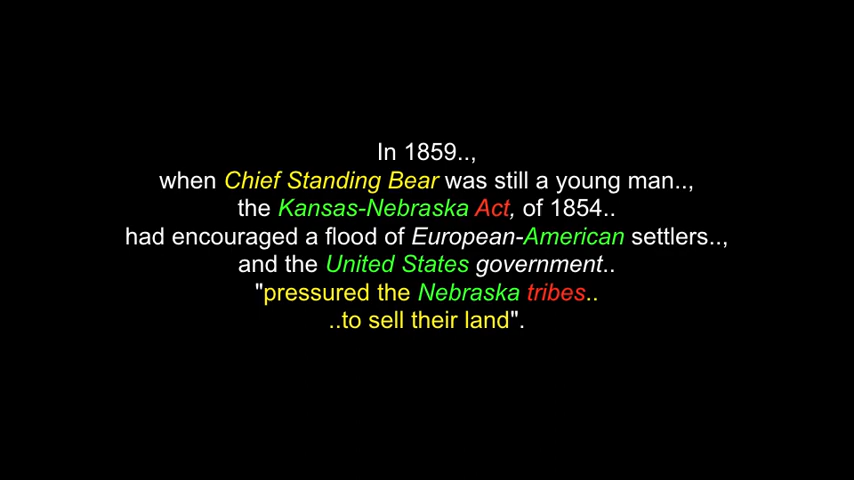 In 1859..,
when Chief Standing Bear was still a young man..,
the Kansas-Nebraska Act, of 1854..
had encouraged a flood of European-American settlers..,
and the United States government..
"pressured the Nebraska tribes..
..to sell their land".